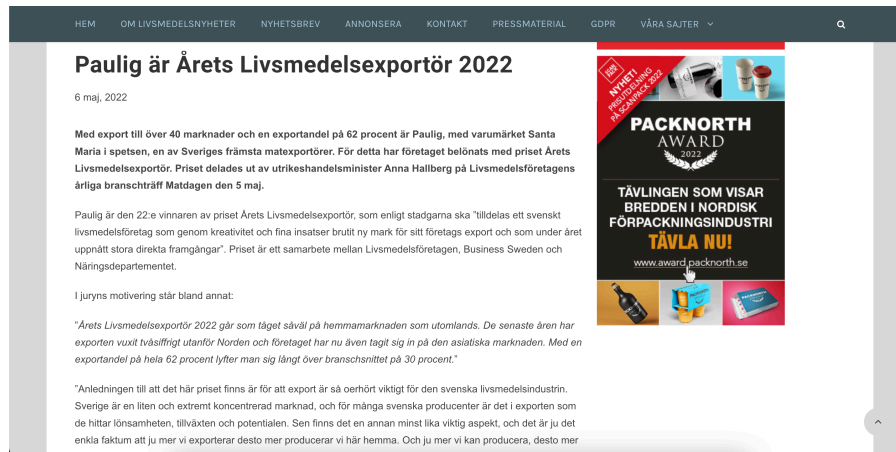 HEM OM LIVSMEDELSNYHETER NYHETSBREV ANNONSERA KONTAKT PRESSMATERIAL GDPR VÅRA SAJTER
Paulig är Årets Livsmedelsexportör 2022
6 maj, 2022
Med export till över 40 marknader och en exportandel på 62 procent är Paulig, med varumärket Santa
Maria i spetsen, en av Sveriges främsta matexportörer. För detta har företaget belönats med priset Årets
Livsmedelsexportör. Priset delades ut av utrikeshandelsminister Anna Hallberg på Livsmedelsföretagens
årliga branschträff Matdagen den 5 maj.
Paulig är den 22:e vinnaren av priset Årets Livsmedelsexportör, som enligt stadgarna ska ”tilldelas ett svenskt
livsmedelsföretag som genom kreativitet och fina insatser brutit ny mark för sitt företags export och som under året
uppnått stora direkta framgångar”. Priset är ett samarbete mellan Livsmedelsföretagen, Business Sweden och
Näringsdepartementet.
I juryns motivering står bland annat:
”Årets Livsmedelsexportör 2022 går som tåget såväl på hemmamarknaden som utomlands. De senaste åren har
exporten vuxit tvåsiffrigt utanför Norden och företaget har nu även tagit sig in på den asiatiska marknaden. Med en
exportandel på hela 62 procent lyfter man sig långt över branschsnittet på 30 procent.”
”Anledningen till att det här priset finns är för att export är så oerhört viktigt för den svenska livsmedelsindustrin.
Sverige är en liten och extremt koncentrerad marknad, och för många svenska producenter är det i exporten som
de hittar lönsamheten, tillväxten och potentialen. Sen finns det en annan minst lika viktig aspekt, och det är ju det
enkla faktum att ju mer vi exporterar desto mer producerar vi här hemma. Och ju mer vi kan producera, desto mer
NYHET!
PRISUTDELNING
PÅ SCANPACK 2022
PACKNORTH
AWARD
2022
TÄVLINGEN SOM VISAR
BREDDEN I NORDISK
FÖRPACKNINGSINDUSTRI
TÄVLA NU!
www.award.packnorth.se